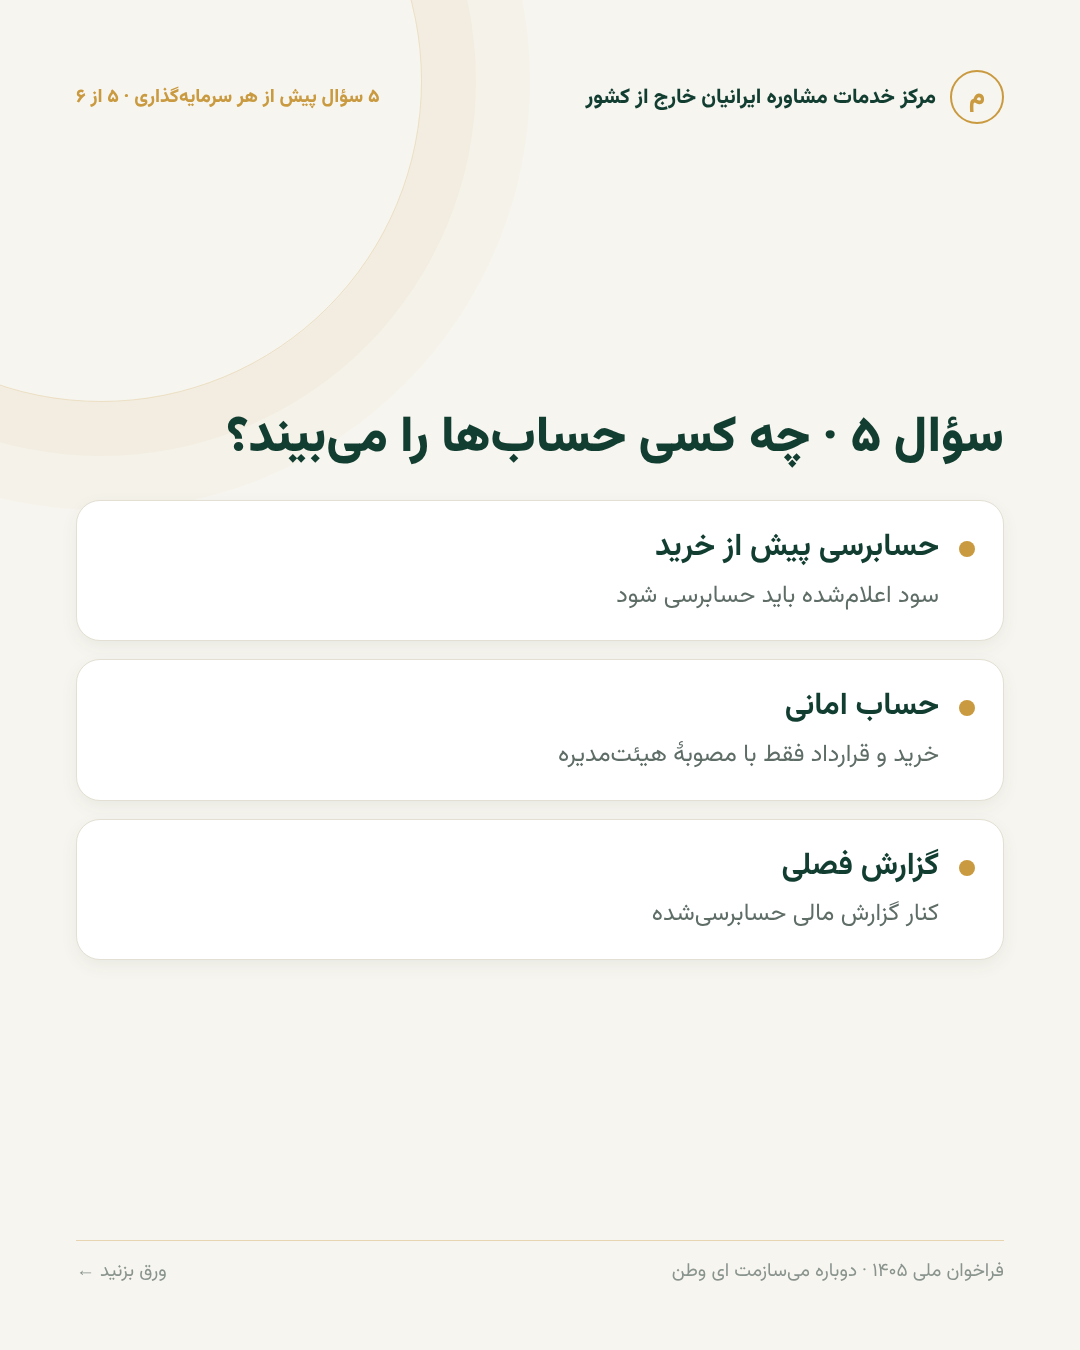 م
مرکز خدمات مشاوره ایرانیان خارج از کشور
۵ سؤال پیش از هر سرمایه‌گذاری · ۵ از ۶
سؤال ۵ · چه کسی حساب‌ها را می‌بیند؟
حسابرسی پیش از خرید
سود اعلام‌شده باید حسابرسی شود
حساب امانی
خرید و قرارداد فقط با مصوبهٔ هیئت‌مدیره
گزارش فصلی
کنار گزارش مالی حسابرسی‌شده
فراخوان ملی ۱۴۰۵ · دوباره می‌سازمت ای وطن
ورق بزنید ←